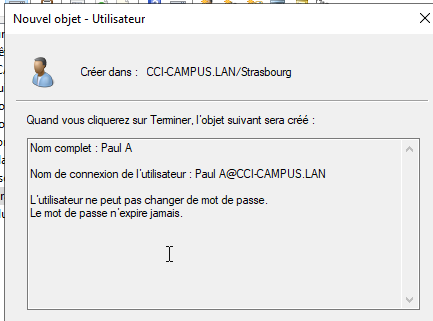 Nouvel objet - Utilisateur
Créer dans : CCI-CAMPUS.LAN/Strasbourg
Quand vous cliquerez sur Terminer, l'objet suivant sera créé :
Nom complet : Paul A
Nom de connexion de l'utilisateur : Paul A@CCI-CAMPUS.LAN
L'utilisateur ne peut pas changer de mot de passe.
Le mot de passe n'expire jamais.